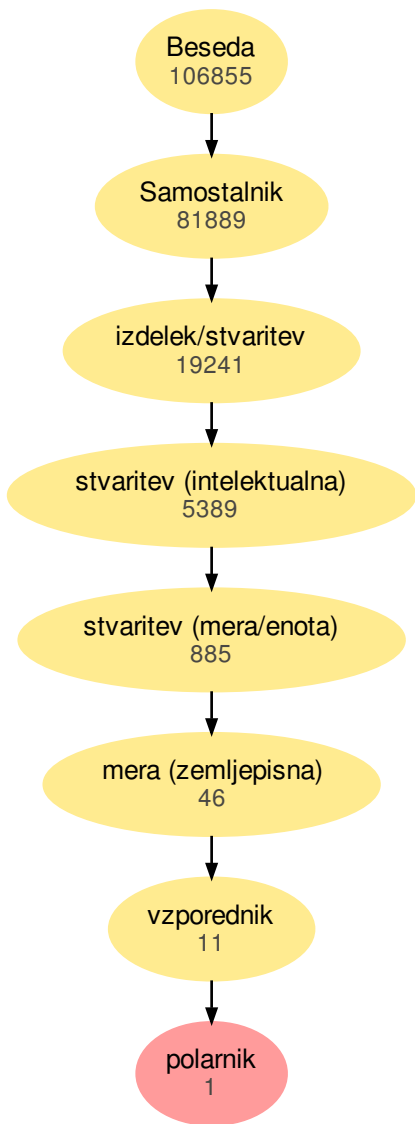 Beseda
106855
Samostalnik
81889
izdelek/stvaritev
19241
stvaritev (intelektualna)
5389
stvaritev (mera/enota)
885
mera (zemljepisna)
46
vzporednik
11
polarnik
1